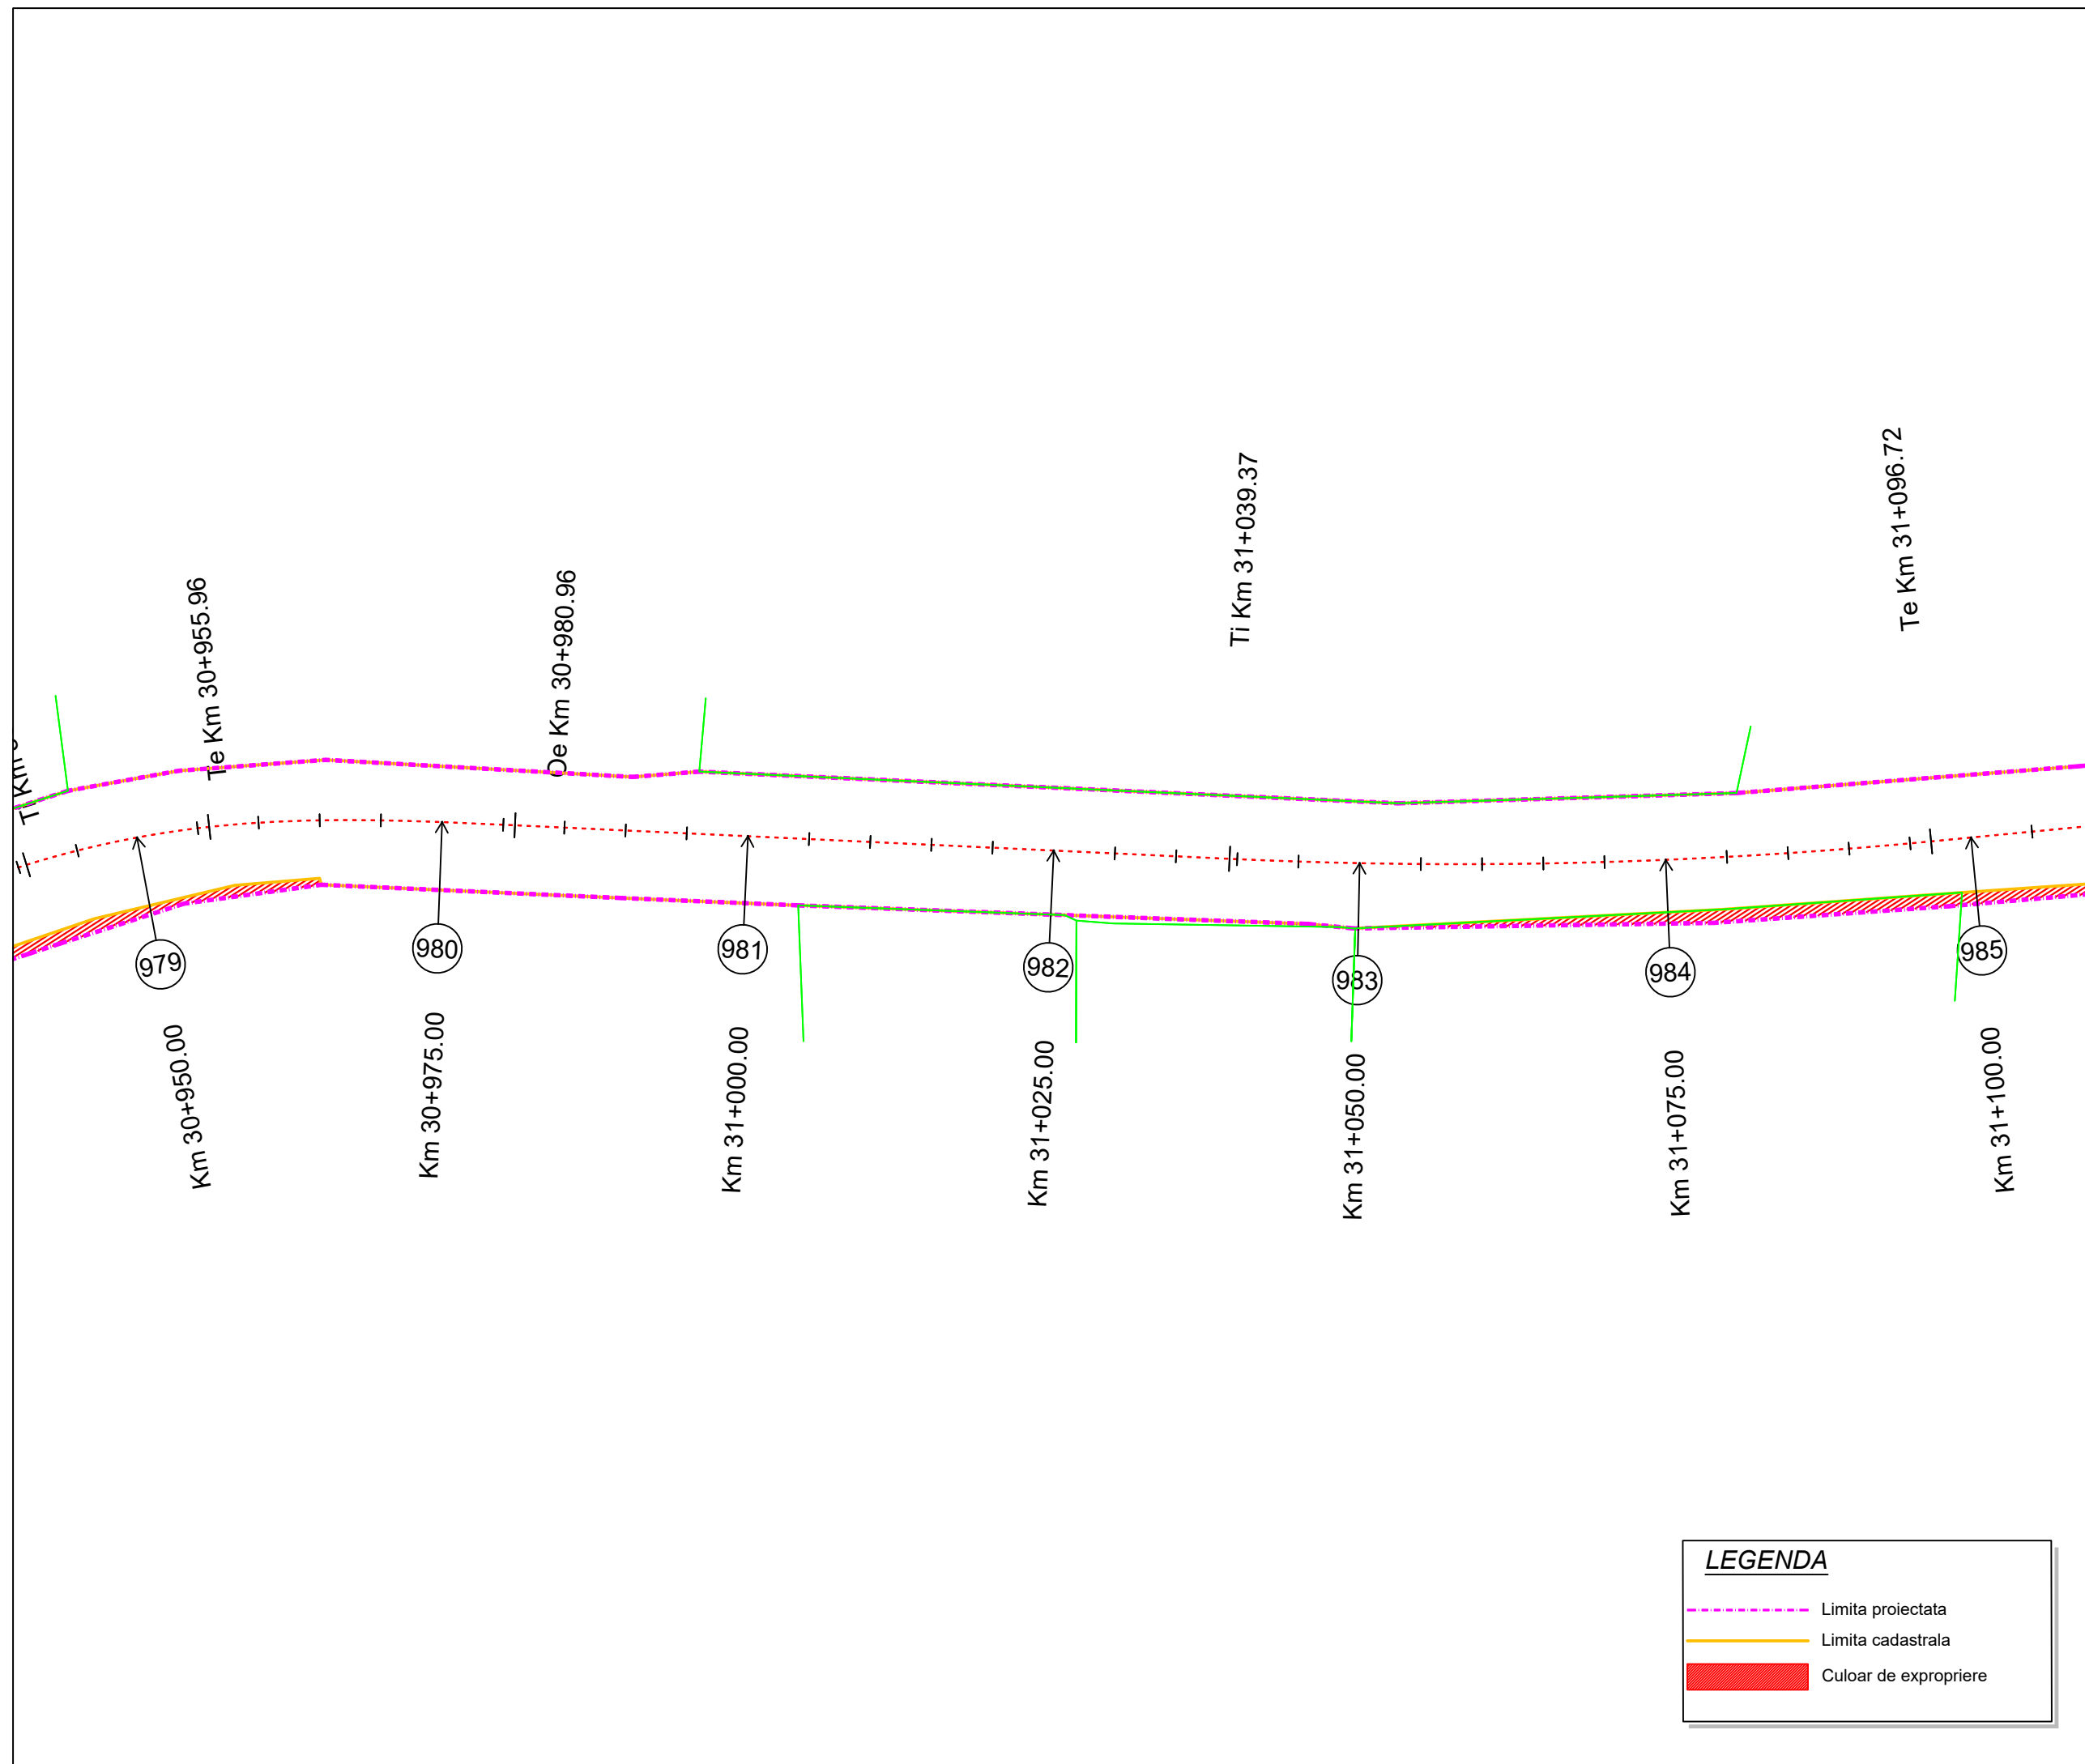 Te Km 30+955.96
Oe Km 30+980.96
Ti Km 31+039.37
Te Km 31+096.72
979
980
981
982
983
984
985
Km 30+950.00
Km 30+975.00
Km 31+000.00
Km 31+025.00
Km 31+050.00
Km 31+075.00
Km 31+100.00
LEGENDA
Limita proiectata
Limita cadastrala
Culoar de expropriere